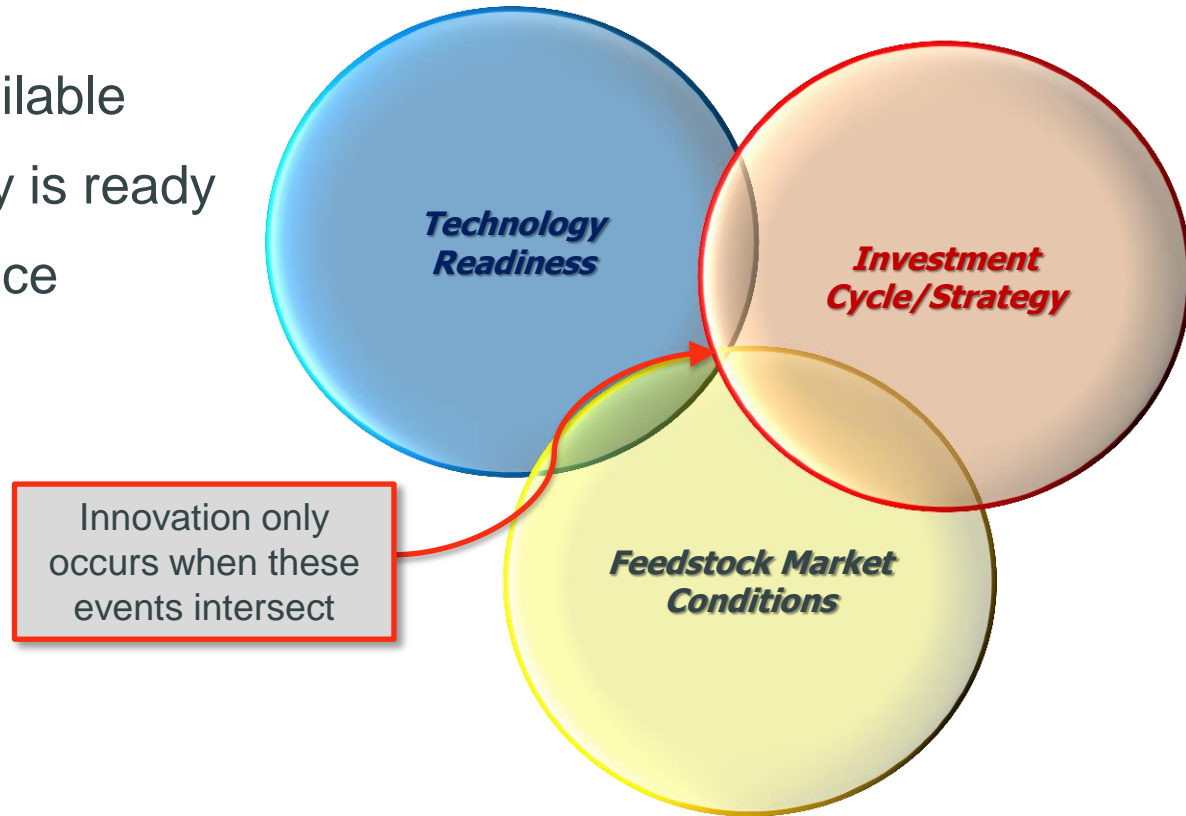 ilable
y is ready
ce
Technology
Readiness
Investment
Cycle/Strategy
Innovation only
occurs when these
events intersect
Feedstock Market
Conditions